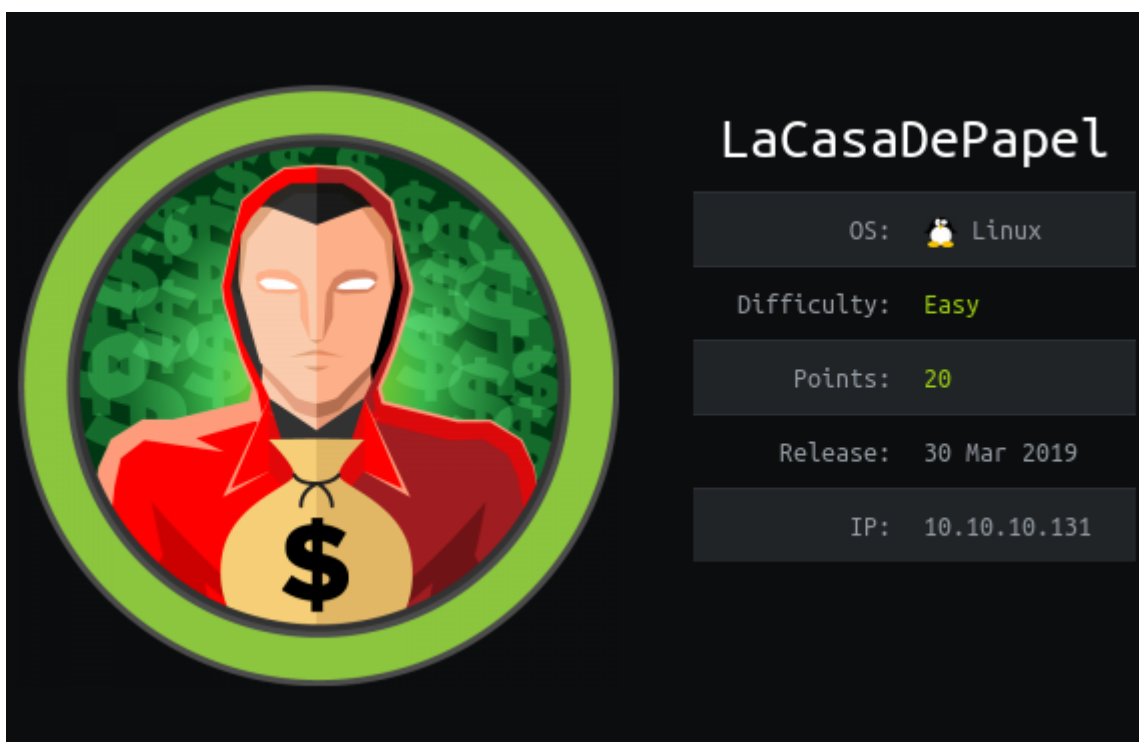 LaCasaDePapel
OS: Linux
Difficulty: Easy
Points: 20
Release: 30 Mar 2019
IP: 10.10.10.131
$